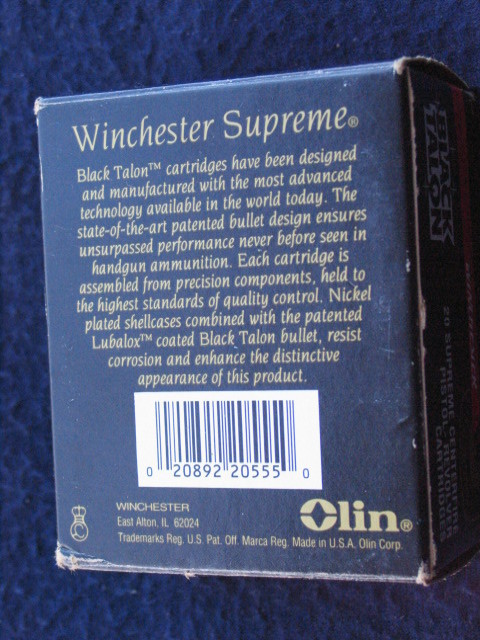 Winchester Supreme®
Black Talon™ cartridges have been designed
and manufactured with the most advanced
technology available in the world today. The
state-of-the-art patented bullet design ensures
unsurpassed performance never before seen in
handgun ammunition. Each cartridge is
assembled from precision components, held to
the highest standards of quality control. Nickel
plated shellcases combined with the patented
Lubalox™ coated Black Talon bullet, resist
corrosion and enhance the distinctive
appearance of this product.
0 20892 20555 0
WINCHESTER
East Alton, IL 62024
Trademarks Reg. U.S. Pat. Off. Marca Reg. Made in U.S.A. Olin Corp.
Olin®
BLACK
TALON
20 SUPREME CENTERFIRE
PISTOL/REVOLVER
CARTRIDGES